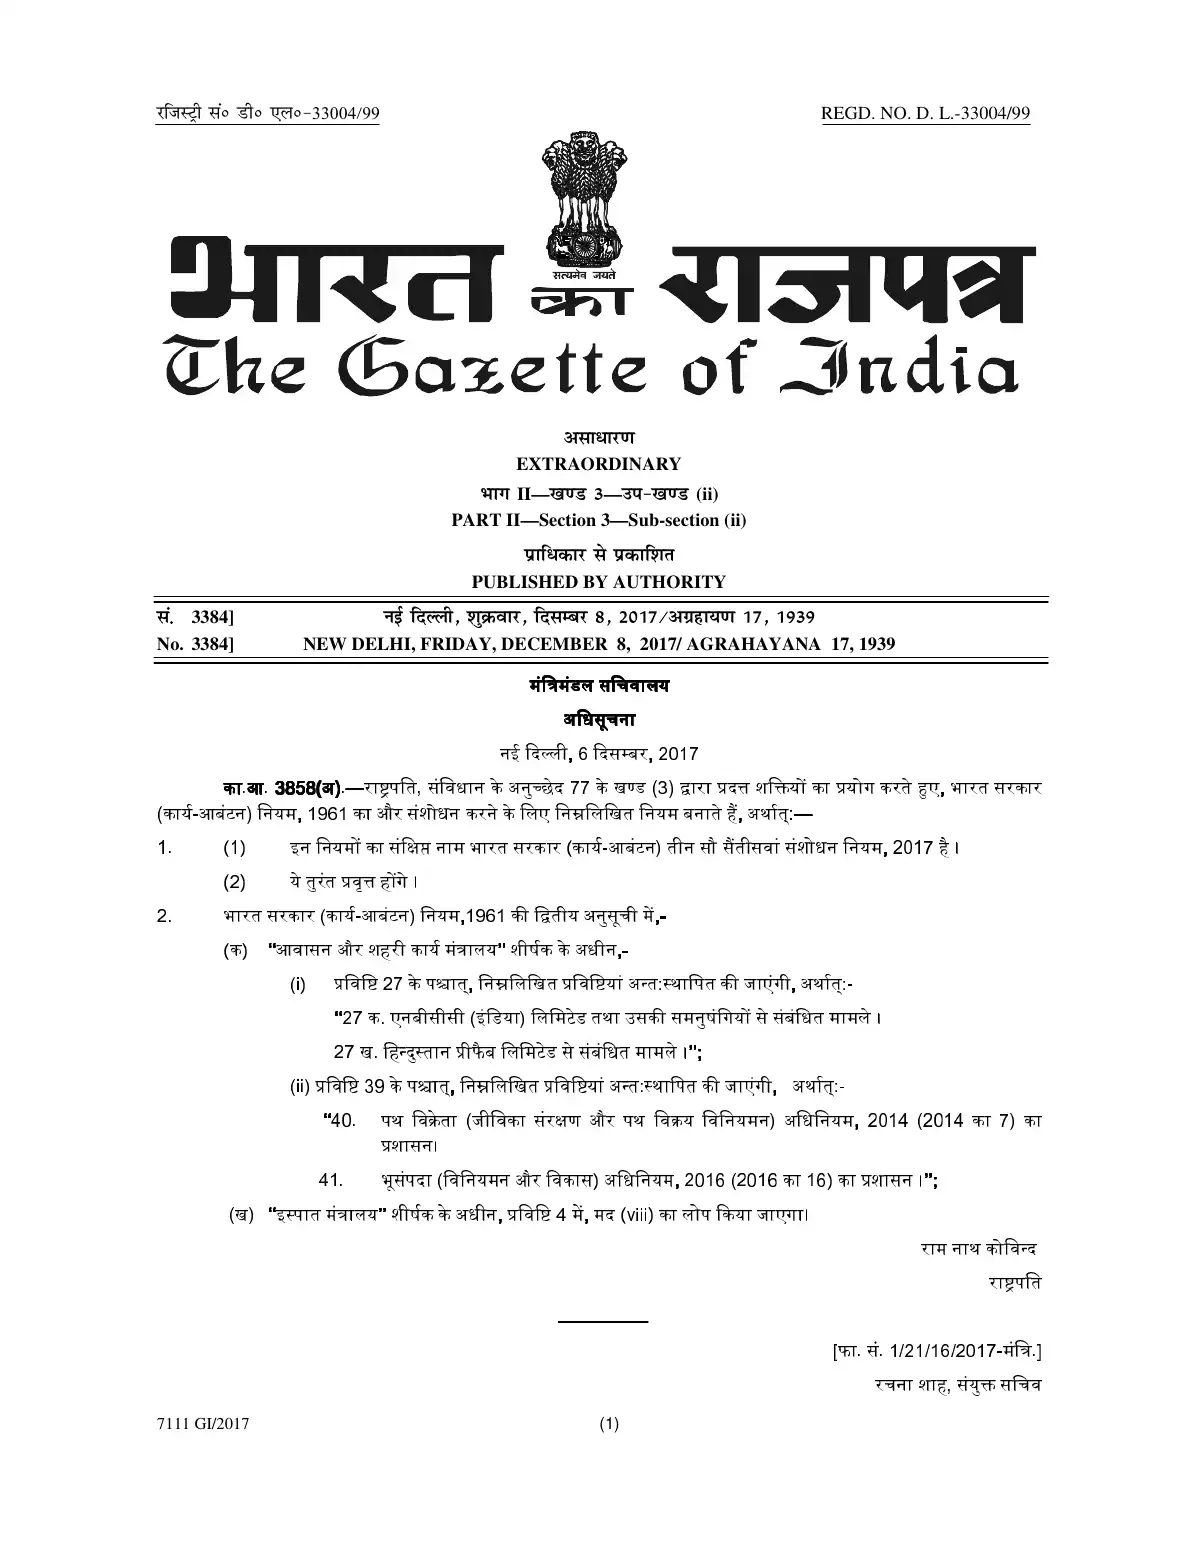 रजिस्ट्री सं० डी० एल०-33004/99
REGD. NO. D. L.-33004/99
सत्यमेव जयते
भारत का राजपत्र
The Gazette of India
असाधारण
EXTRAORDINARY
भाग II—खण्ड 3—उप-खण्ड (ii)
PART II—Section 3—Sub-section (ii)
प्राधिकार से प्रकाशित
PUBLISHED BY AUTHORITY
सं. 3384] नई दिल्ली, शुक्रवार, दिसम्बर 8, 2017/अग्रहायण 17, 1939
No. 3384] NEW DELHI, FRIDAY, DECEMBER 8, 2017/ AGRAHAYANA 17, 1939
मंत्रिमंडल सचिवालय
अधिसूचना
नई दिल्ली, 6 दिसम्बर, 2017
का.आ. 3858(अ).—राष्ट्रपति, संविधान के अनुच्छेद 77 के खण्ड (3) द्वारा प्रदत्त शक्तियों का प्रयोग करते हुए, भारत सरकार
(कार्य-आबंटन) नियम, 1961 का और संशोधन करने के लिए निम्नलिखित नियम बनाते हैं, अर्थात्:—
1. (1) इन नियमों का संक्षिप्त नाम भारत सरकार (कार्य-आबंटन) तीन सौ सैंतीसवां संशोधन नियम, 2017 है।
(2) ये तुरंत प्रवृत्त होंगे।
2. भारत सरकार (कार्य-आबंटन) नियम,1961 की द्वितीय अनुसूची में,-
(क) “आवासन और शहरी कार्य मंत्रालय” शीर्षक के अधीन,-
(i) प्रविष्टि 27 के पश्चात्, निम्नलिखित प्रविष्टियां अन्त:स्थापित की जाएंगी, अर्थात्:-
“27 क. एनबीसीसी (इंडिया) लिमिटेड तथा उसकी समनुषंगियों से संबंधित मामले।
27 ख. हिन्दुस्तान प्रीफैब लिमिटेड से संबंधित मामले।”;
(ii) प्रविष्टि 39 के पश्चात्, निम्नलिखित प्रविष्टियां अन्त:स्थापित की जाएंगी, अर्थात्:-
“40. पथ विक्रेता (जीविका संरक्षण और पथ विक्रय विनियमन) अधिनियम, 2014 (2014 का 7) का
प्रशासन।
41. भूसंपदा (विनियमन और विकास) अधिनियम, 2016 (2016 का 16) का प्रशासन।”;
(ख) “इस्पात मंत्रालय” शीर्षक के अधीन, प्रविष्टि 4 में, मद (viii) का लोप किया जाएगा।
राम नाथ कोविन्द
राष्ट्रपति
[फा. सं. 1/21/16/2017-मंत्रि.]
रचना शाह, संयुक्त सचिव
7111 GI/2017 (1)